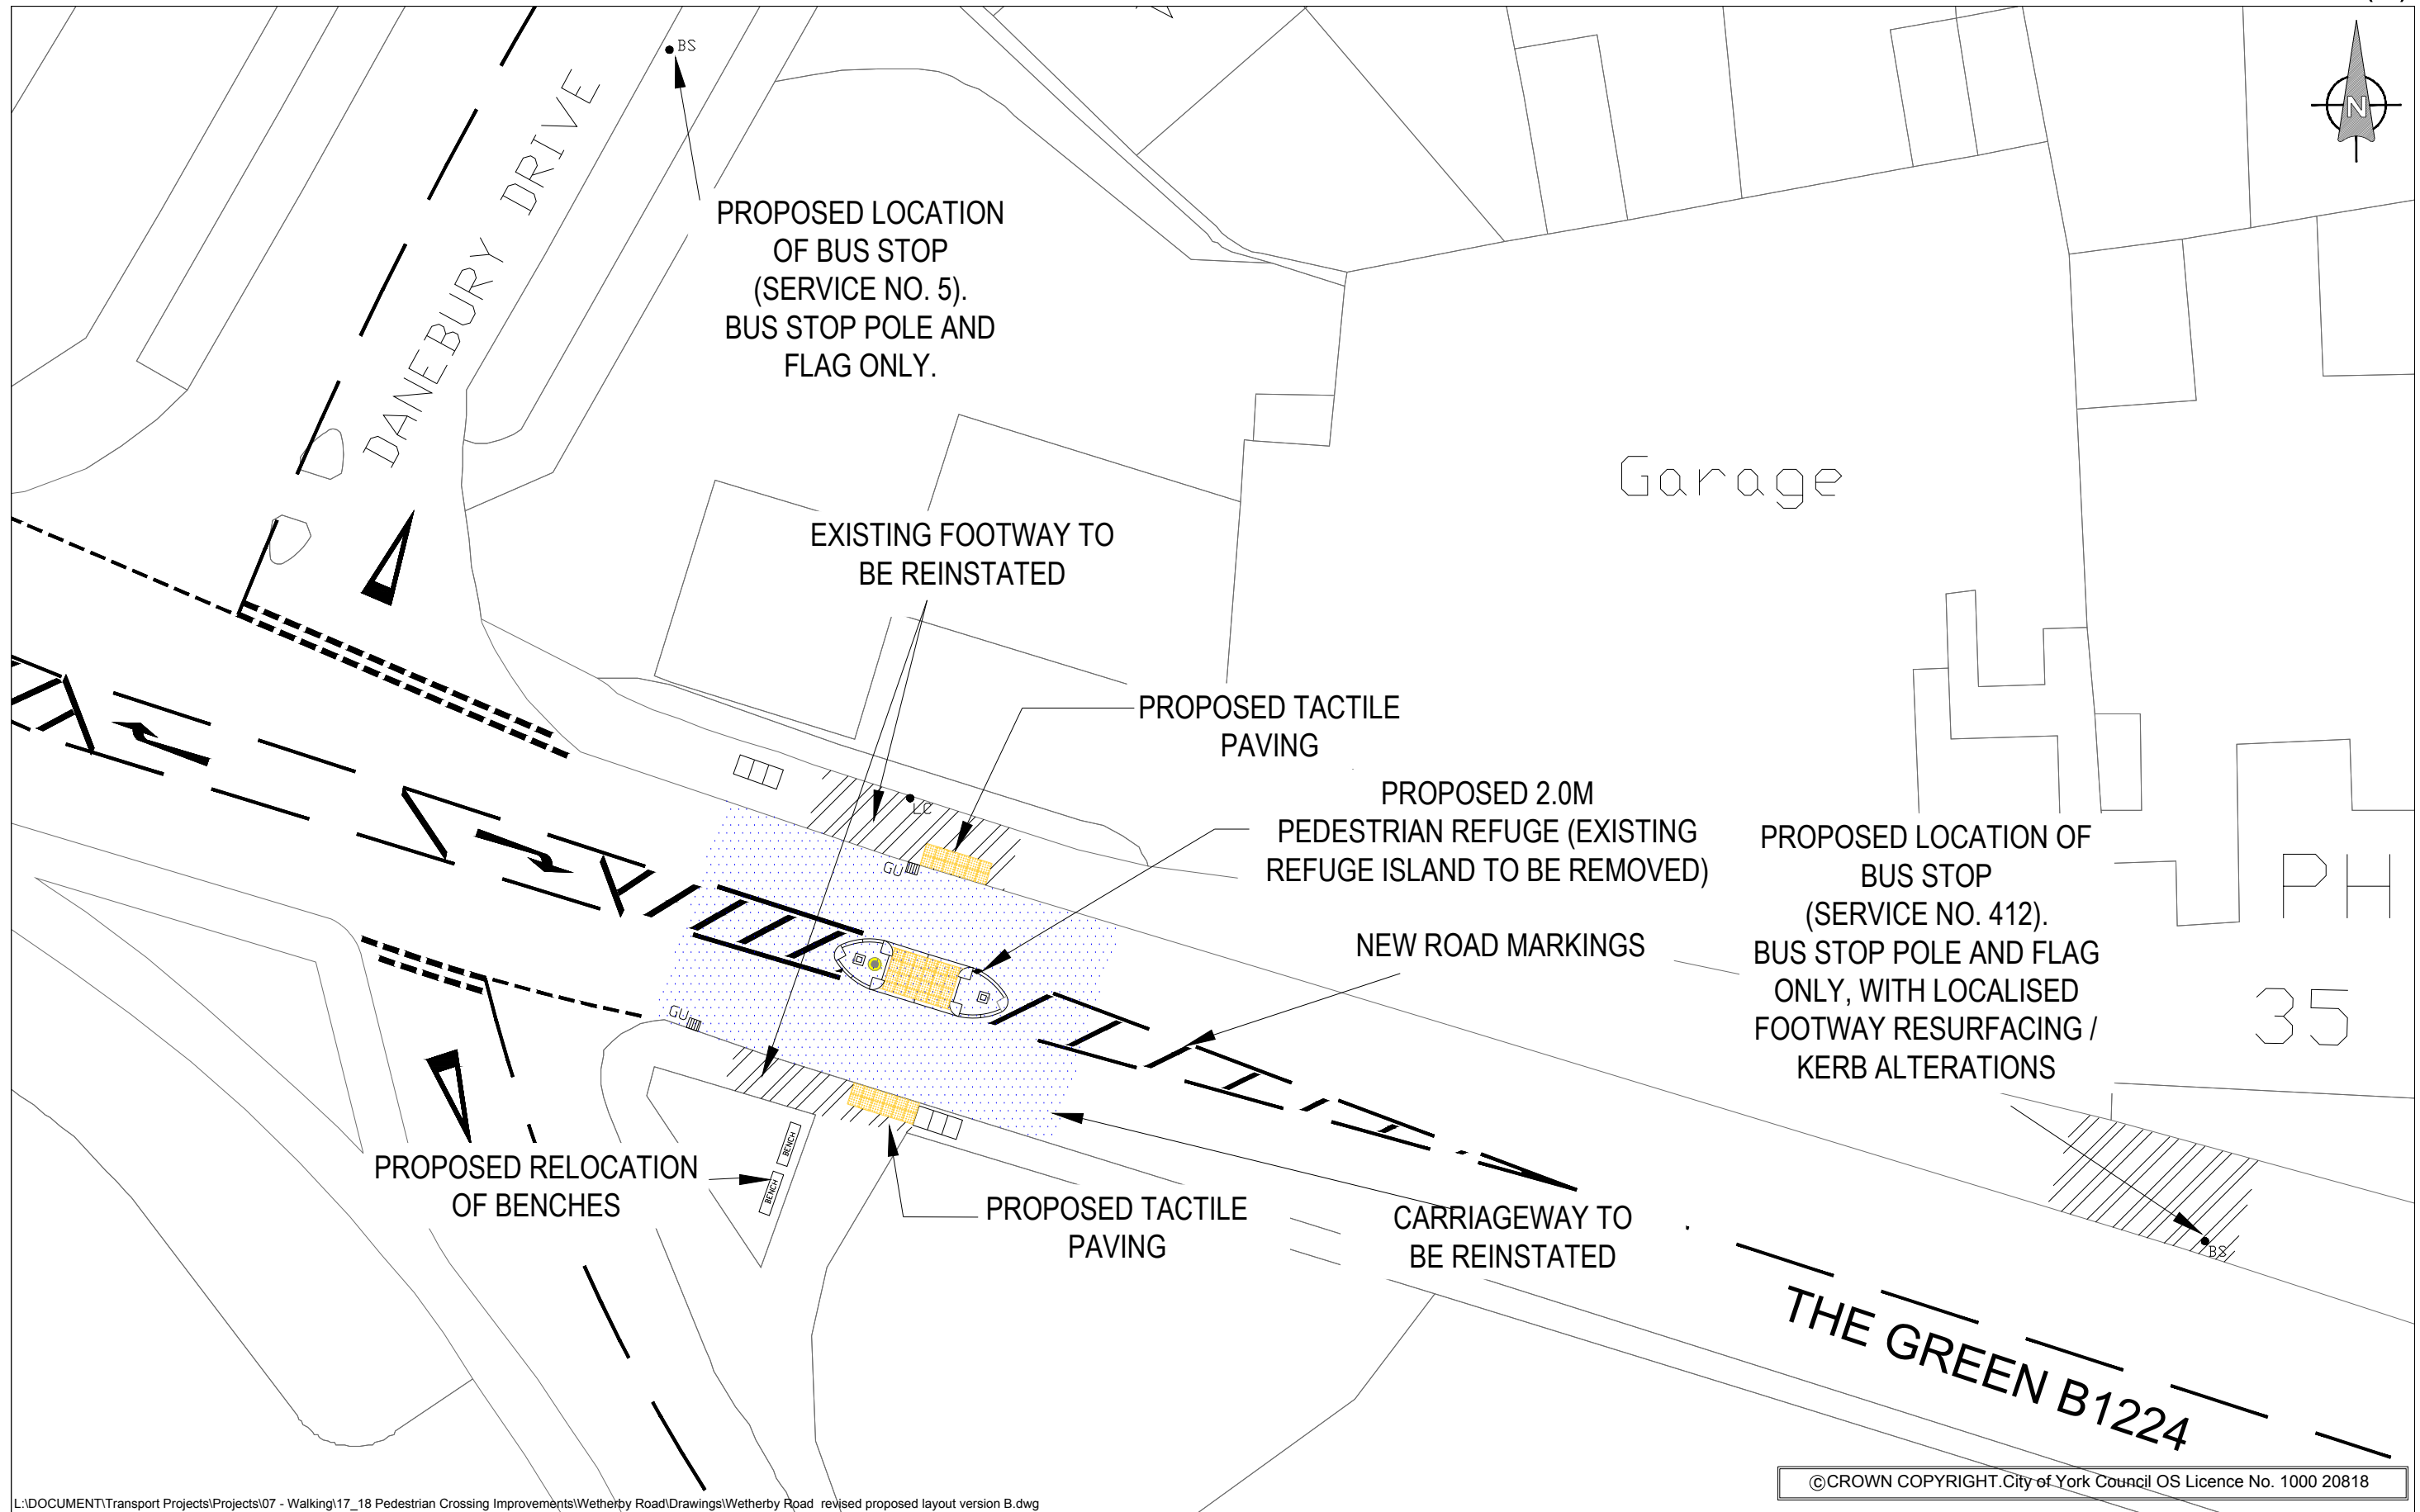 BS
N
DANEBURY DRIVE
PROPOSED LOCATION
OF BUS STOP
(SERVICE NO. 5).
BUS STOP POLE AND
FLAG ONLY.
Garage
EXISTING FOOTWAY TO
BE REINSTATED
PROPOSED TACTILE
PAVING
PROPOSED 2.0M
PEDESTRIAN REFUGE (EXISTING
REFUGE ISLAND TO BE REMOVED)
LC
GU
PROPOSED LOCATION OF
BUS STOP
(SERVICE NO. 412).
BUS STOP POLE AND FLAG
ONLY, WITH LOCALISED
FOOTWAY RESURFACING /
KERB ALTERATIONS
PH
35
NEW ROAD MARKINGS
GU
BENCH
BENCH
PROPOSED RELOCATION
OF BENCHES
PROPOSED TACTILE
PAVING
CARRIAGEWAY TO
BE REINSTATED
BS
THE GREEN B1224
©CROWN COPYRIGHT.City of York Council OS Licence No. 1000 20818
L:\DOCUMENT\Transport Projects\Projects\07 - Walking\17_18 Pedestrian Crossing Improvements\Wetherby Road\Drawings\Wetherby Road  revised proposed layout version B.dwg